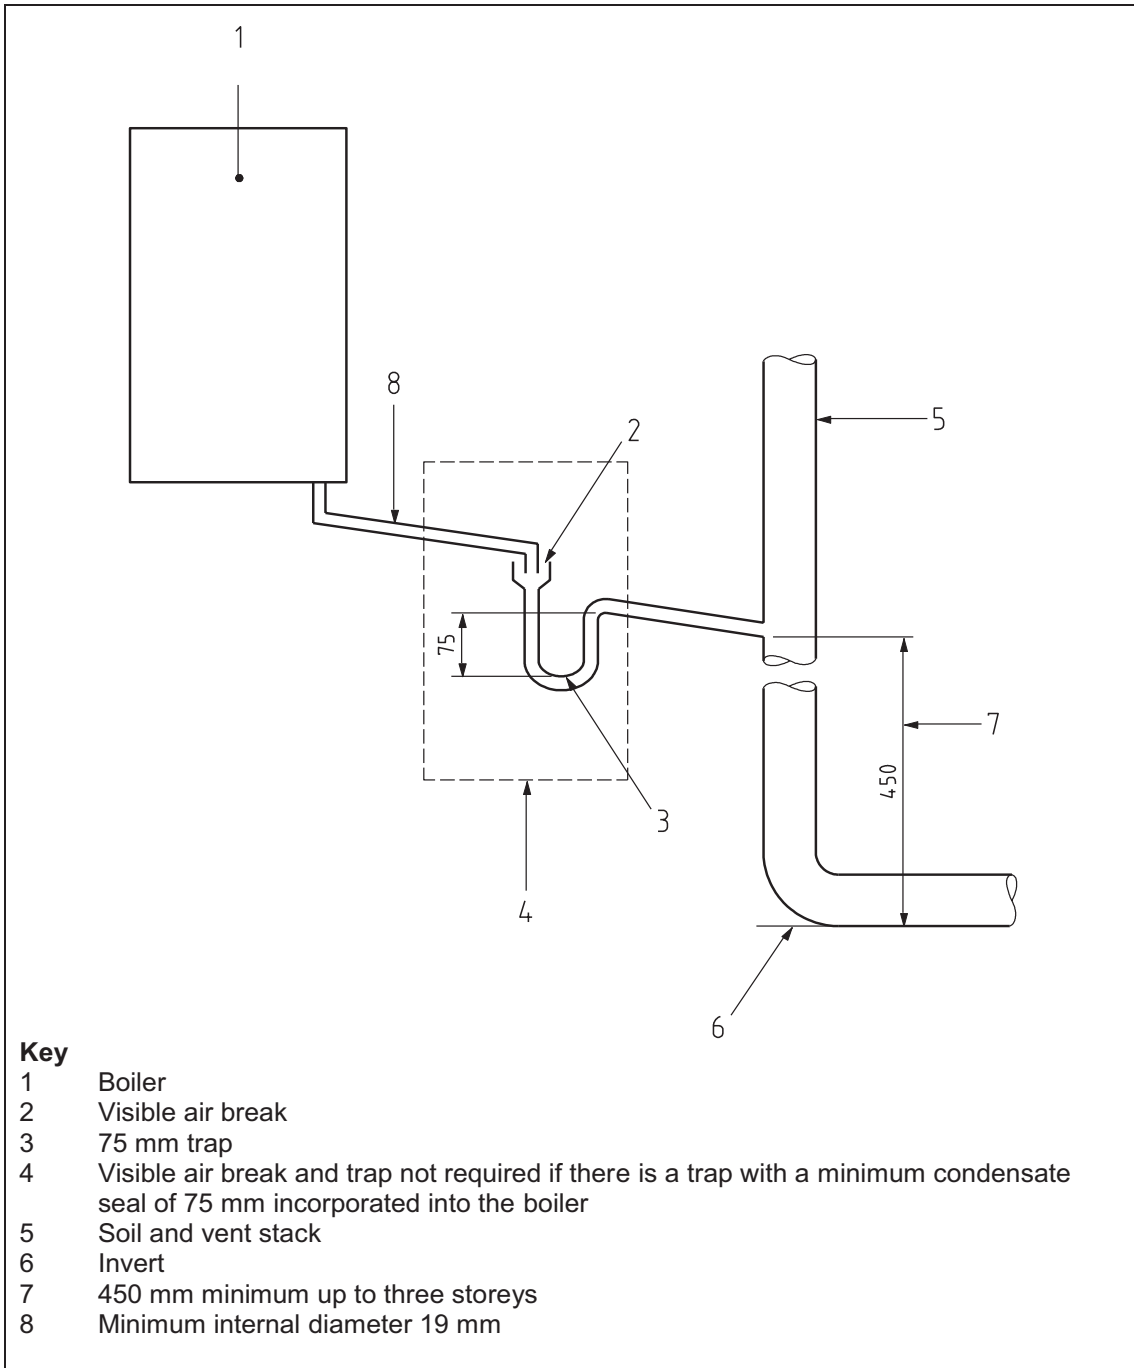 1
8
2
5
75
7
450
3
4
6
Key
1 Boiler
2 Visible air break
3 75 mm trap
4 Visible air break and trap not required if there is a trap with a minimum condensate
seal of 75 mm incorporated into the boiler
5 Soil and vent stack
6 Invert
7 450 mm minimum up to three storeys
8 Minimum internal diameter 19 mm